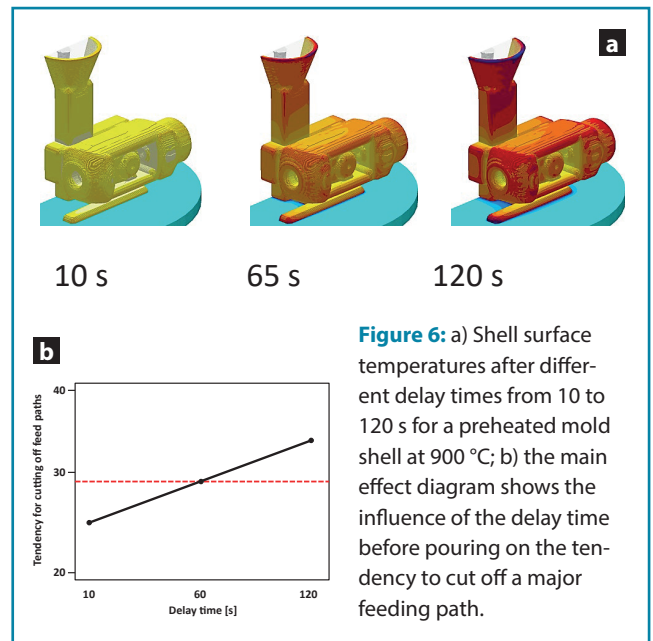 a
10 s 65 s 120 s
b
Tendency for cutting off feed paths
40
30
20
10 60 120
Delay time [s]
Figure 6: a) Shell surface
temperatures after differ-
ent delay times from 10 to
120 s for a preheated mold
shell at 900 °C; b) the main
effect diagram shows the
influence of the delay time
before pouring on the ten-
dency to cut off a major
feeding path.